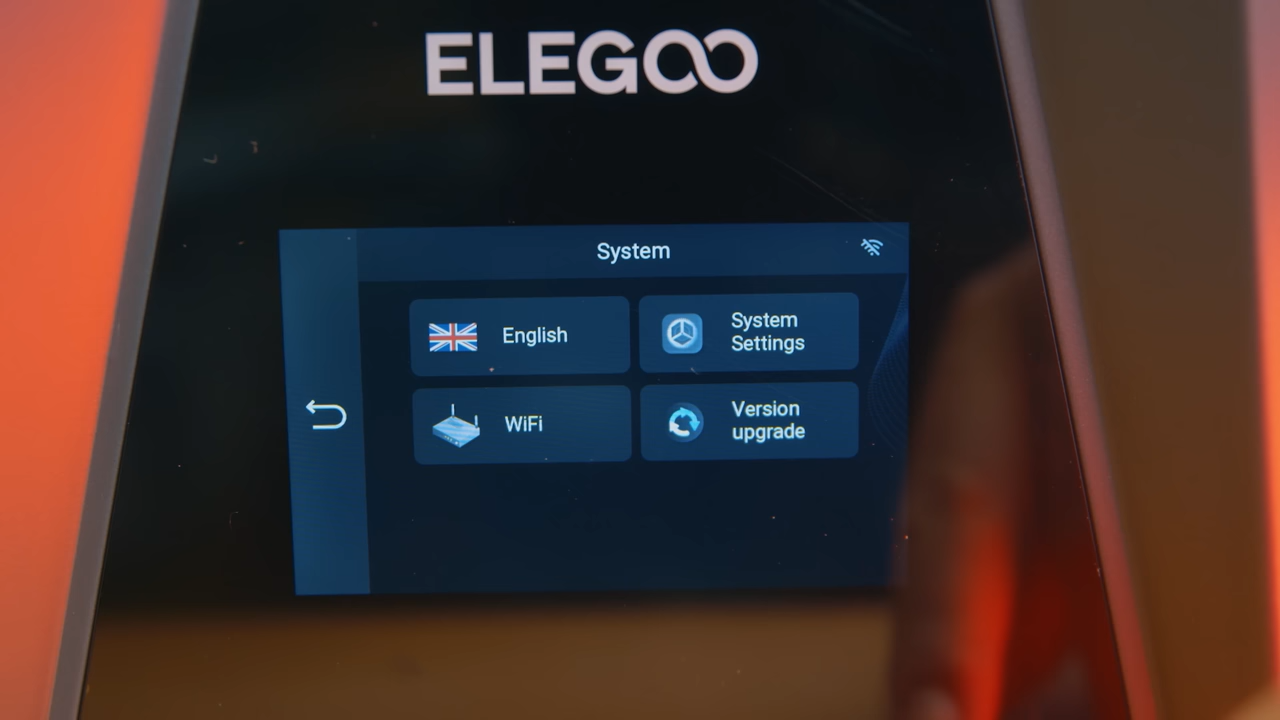 ELEGOO
System
English
System
Settings
WiFi
Version
upgrade